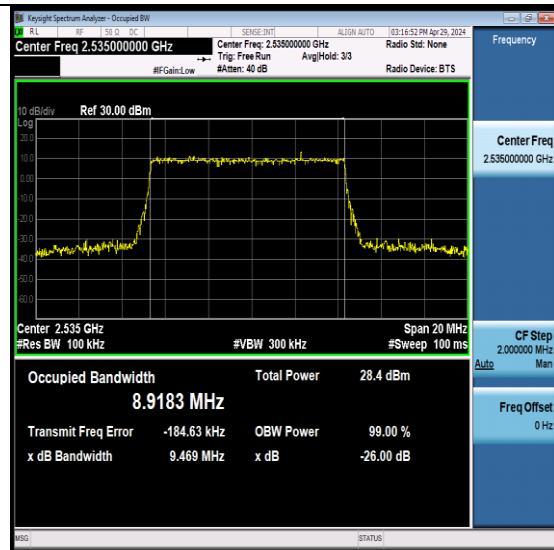 Keysight Spectrum Analyzer - Occupied BW
RL RF 50 Ω DC SENSE:INT ALIGN AUTO 03:16:52 PM Apr 29, 2024
Center Freq 2.535000000 GHz
Center Freq: 2.535000000 GHz
Radio Std: None
Trig: Free Run Avg|Hold: 3/3
#IFGain:Low #Atten: 40 dB Radio Device: BTS
Frequency
10 dB/div Ref 30.00 dBm
Log
20.0
10.0
0.00
-10.0
-20.0
-30.0
-40.0
-50.0
-60.0
Center Freq
2.535000000 GHz
Center 2.535 GHz Span 20 MHz
#Res BW 100 kHz #VBW 300 kHz #Sweep 100 ms
CF Step
2.000000 MHz
Auto Man
Occupied Bandwidth Total Power 28.4 dBm
8.9183 MHz
Transmit Freq Error -184.63 kHz OBW Power 99.00 %
x dB Bandwidth 9.469 MHz x dB -26.00 dB
Freq Offset
0 Hz
MSG STATUS